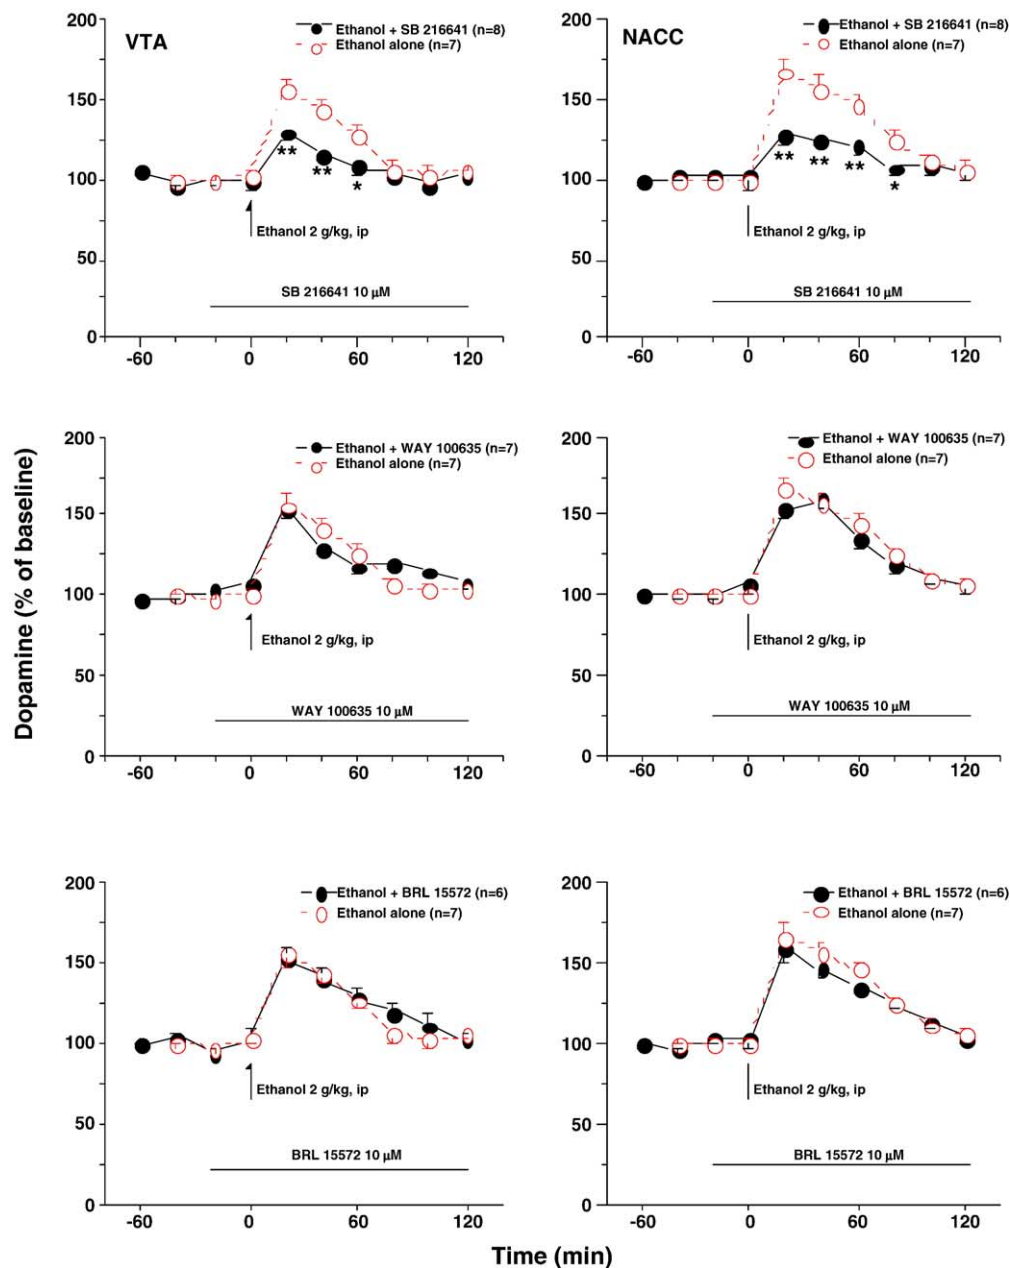 VTA
Ethanol + SB 216641 (n=8)
Ethanol alone (n=7)
200
150
100
50
0
Ethanol 2 g/kg, ip
SB 216641 10 µM
-60
0
60
120
NACC
Ethanol + SB 216641 (n=8)
Ethanol alone (n=7)
200
150
100
50
0
** ** *
** ** ** *
Ethanol 2 g/kg, ip
SB 216641 10 µM
-60
0
60
120
Dopamine (% of baseline)
Ethanol + WAY 100635 (n=7)
Ethanol alone (n=7)
200
150
100
50
0
Ethanol 2 g/kg, ip
WAY 100635 10 µM
-60
0
60
120
Ethanol + WAY 100635 (n=7)
Ethanol alone (n=7)
200
150
100
50
0
Ethanol 2 g/kg, ip
WAY 100635 10 µM
-60
0
60
120
Ethanol + BRL 15572 (n=6)
Ethanol alone (n=7)
200
150
100
50
0
Ethanol 2 g/kg, ip
BRL 15572 10 µM
-60
0
60
120
Ethanol + BRL 15572 (n=6)
Ethanol alone (n=7)
200
150
100
50
0
Ethanol 2 g/kg, ip
BRL 15572 10 µM
-60
0
60
120
Time (min)